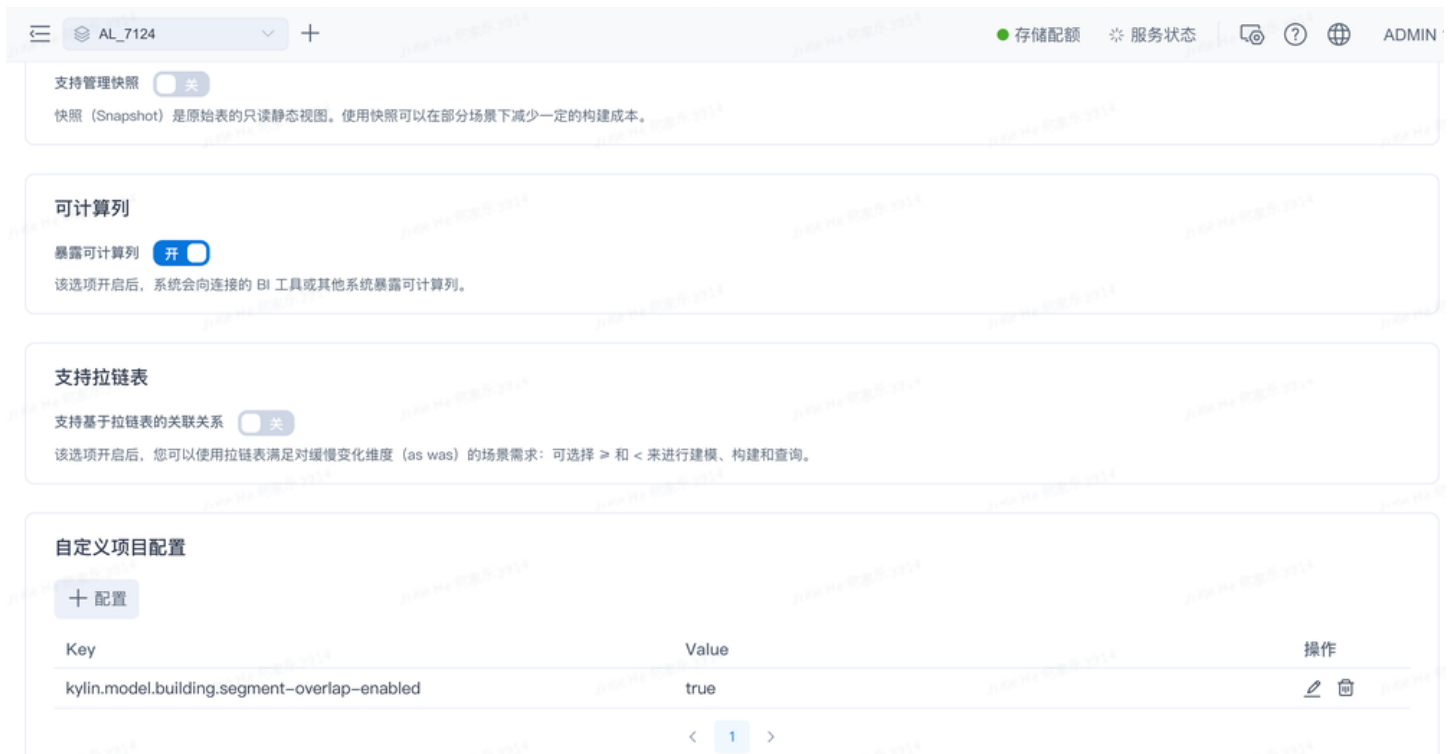 AL_7124
存储配额
服务状态
ADMIN
支持管理快照 关
快照（Snapshot）是原始表的只读静态视图。使用快照可以在部分场景下减少一定的构建成本。
可计算列
暴露可计算列 开
该选项开启后，系统会向连接的 BI 工具或其他系统暴露可计算列。
支持拉链表
支持基于拉链表的关联关系 关
该选项开启后，您可以使用拉链表满足对缓慢变化维度（as was）的场景需求：可选择 ≥ 和 < 来进行建模、构建和查询。
自定义项目配置
配置
Key Value 操作
kylin.model.building.segment-overlap-enabled true
1